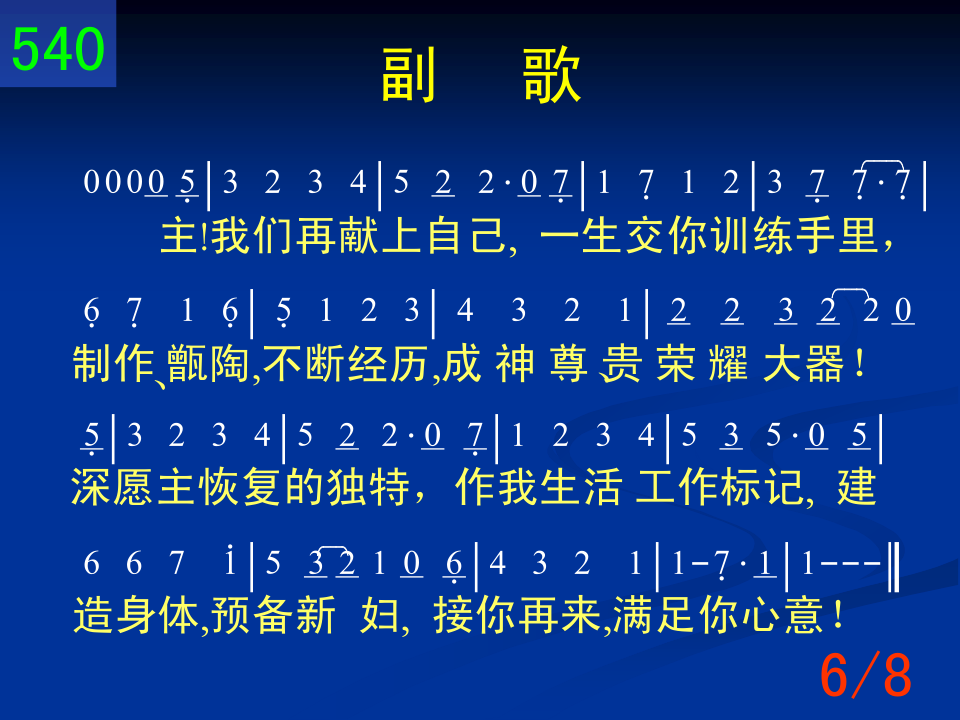 540
副 歌
0 0 0 0 5̣ | 3 2 3 4 | 5 2 2 · 0 7̣ | 1 7̣ 1 2 | 3 7̣ 7̣ · 7̣ |
主!我们再献上自己, 一生交你训练手里，
6̣ 7̣ 1 6̣ | 5̣ 1 2 3 | 4 3 2 1 | 2 2 3 2 2 0
制作、甑陶,不断经历,成 神 尊、贵 荣 耀 大器！
5̣ | 3 2 3 4 | 5 2 2 · 0 7̣ | 1 2 3 4 | 5 3 5 · 0 5 |
深愿主恢复的独特，作我生活 工作标记, 建
6 6 7 1̇ | 5 3 2 1 0 6̣ | 4 3 2 1 | 1 - 7̣ · 1 | 1 - - - ‖
造身体,预备新 妇, 接你再来,满足你心意！
6/8